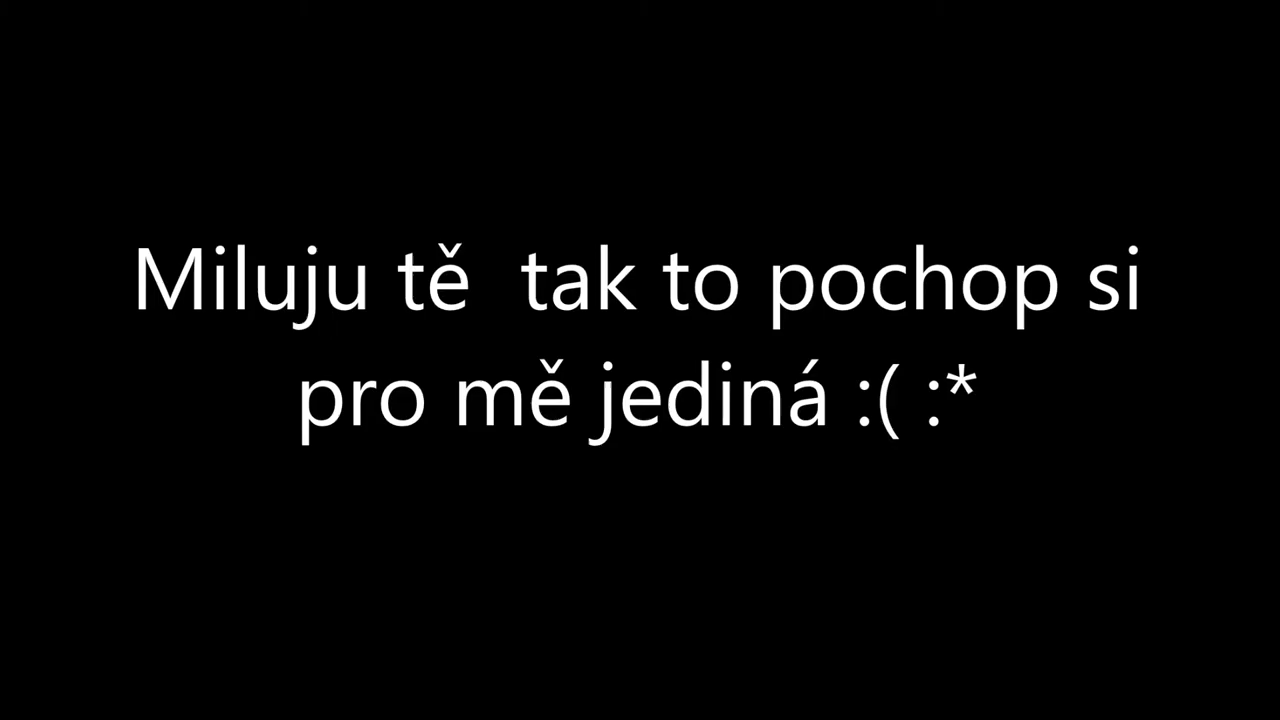 Miluju tě  tak to pochop si
pro mě jediná :( :*